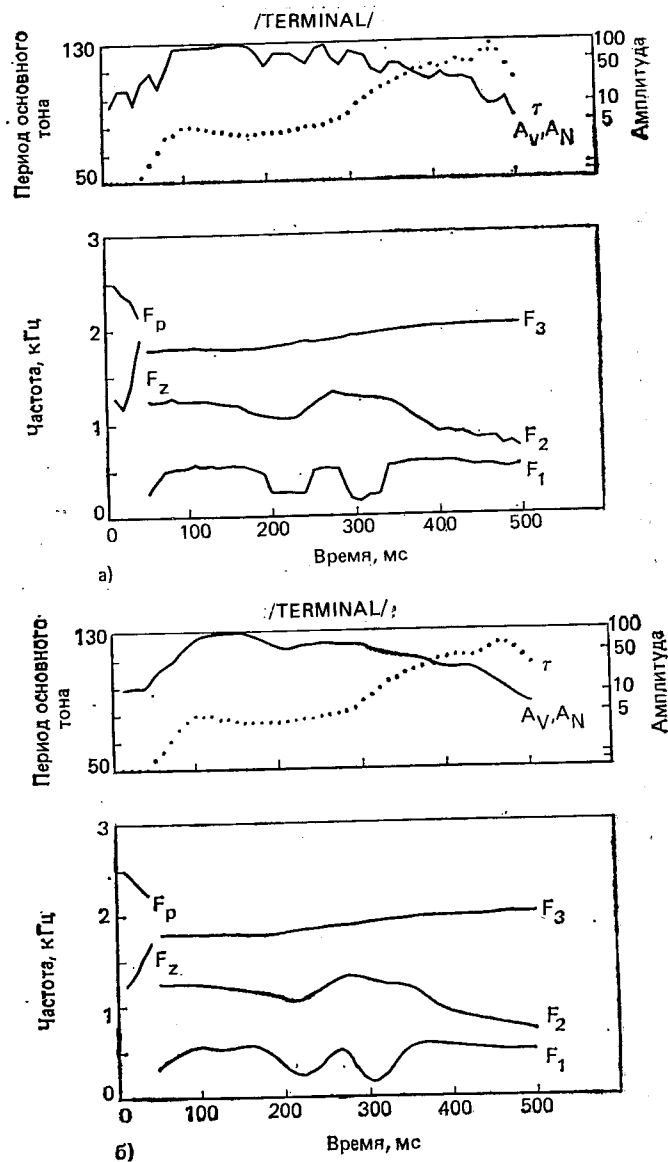 /TERMINAL/
Период основного тона
130
50
100
50
10
5
Амплитуда
τ
A_V, A_N
Частота, кГц
3
2
1
0
F_p
F_z
F_3
F_2
F_1
0 100 200 300 400 500
Время, мс
а)
/TERMINAL/
Период основного тона
130
50
100
50
10
5
Амплитуда
τ
A_V, A_N
Частота, кГц
3
2
1
0
F_p
F_z
F_3
F_2
F_1
0 100 200 300 400 500
Время, мс
б)